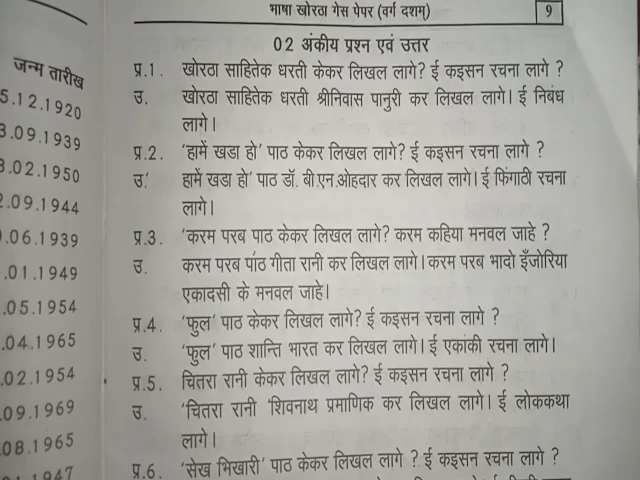 भाषा खोरठा गेस पेपर (वर्ग दशम्)
9
02 अंकीय प्रश्न एवं उत्तर
प्र.1. खोरठा साहितेक धरती केकर लिखल लागे? ई कइसन रचना लागे ?
उ. खोरठा साहितेक धरती श्रीनिवास पानुरी कर लिखल लागे। ई निबंध
लागे।
प्र.2. 'हामें खडा हो' पाठ केकर लिखल लागे? ई कइसन रचना लागे ?
उ.' हामें खडा हो' पाठ डॉ. बी.एन.ओहदार कर लिखल लागे। ई फिंगाठी रचना
लागे।
प्र.3. 'करम परब पाठ केकर लिखल लागे? करम कहिया मनवल जाहे ?
उ. करम परब पाठ गीता रानी कर लिखल लागे। करम परब भादो इँजोरिया
एकादसी के मनवल जाहे।
प्र.4. 'फुल' पाठ केकर लिखल लागे? ई कइसन रचना लागे ?
उ. 'फुल' पाठ शान्ति भारत कर लिखल लागे। ई एकांकी रचना लागे।
प्र.5. चितरा रानी केकर लिखल लागे? ई कइसन रचना लागे ?
उ. 'चितरा रानी 'शिवनाथ प्रमाणिक कर लिखल लागे। ई लोककथा
लागे।
प्र.6. 'सेख भिखारी' पाठ केकर लिखल लागे ? ई कइसन रचना लागे ?
जन्म तारीख
5.12.1920
3.09.1939
3.02.1950
2.09.1944
.06.1939
.01.1949
.05.1954
.04.1965
.02.1954
.09.1969
.08.1965
.1947